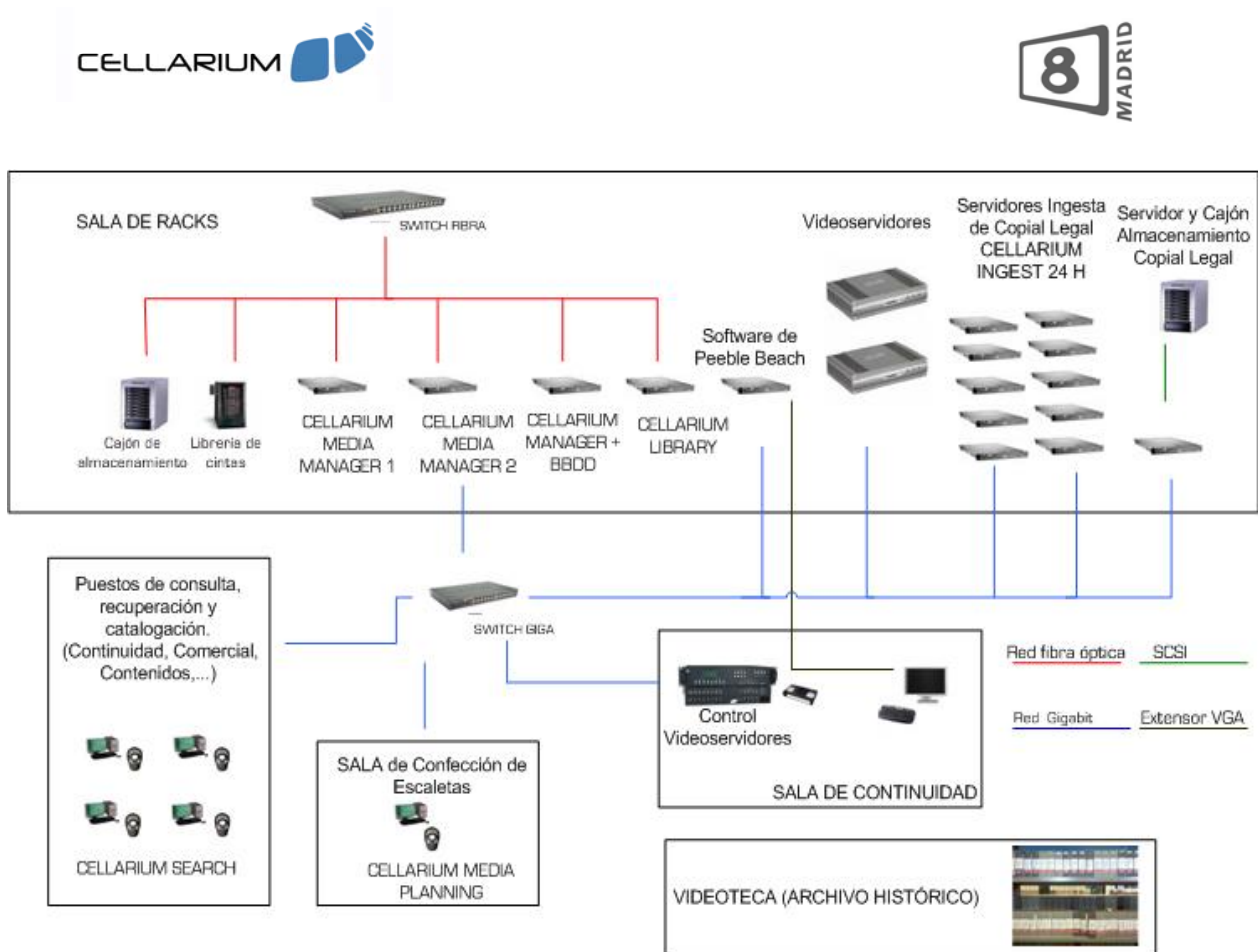 CELLARIUM
8
MADRID
SALA DE RACKS
SWITCH FIBRA
Videoservidores
Servidores Ingesta
de Copial Legal
CELLARIUM
INGEST 24 H
Servidor y Cajón
Almacenamiento
Copial Legal
Software de
Peeble Beach
Cajón de
almacenamiento
Librería de
cintas
CELLARIUM
MEDIA
MANAGER 1
CELLARIUM
MEDIA
MANAGER 2
CELLARIUM
MANAGER +
BBDD
CELLARIUM
LIBRARY
Puestos de consulta,
recuperación y
catalogación.
(Continuidad, Comercial,
Contenidos,...)
CELLARIUM SEARCH
SWITCH GIGA
SALA de Confección de
Escaletas
CELLARIUM MEDIA
PLANNING
Control
Videoservidores
SALA DE CONTINUIDAD
Red fibra óptica
SCSI
Red Gigabit
Extensor VGA
VIDEOTECA (ARCHIVO HISTÓRICO)